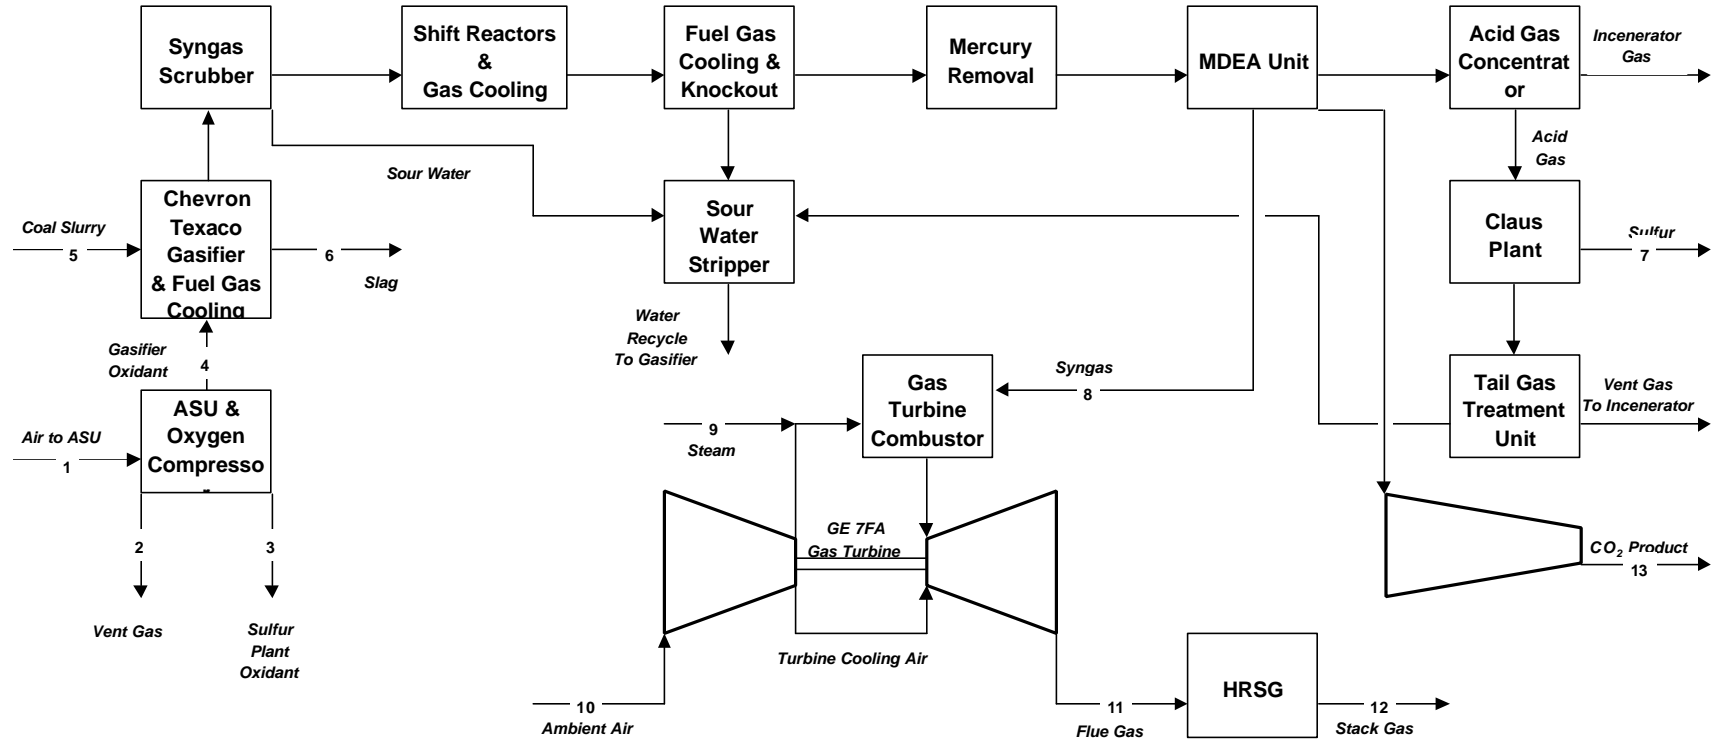 Syngas
Scrubber
Shift Reactors
&
Gas Cooling
Fuel Gas
Cooling &
Knockout
Mercury
Removal
MDEA Unit
Acid Gas
Concentrat
or
Incenerator
Gas
Sour Water
Acid
Gas
Coal Slurry
5
Chevron
Texaco
Gasifier
& Fuel Gas
Cooling
6
Slag
Sour
Water
Stripper
Claus
Plant
Sulfur
7
Gasifier
Oxidant
4
Water
Recycle
To Gasifier
Air to ASU
1
ASU &
Oxygen
Compresso
r
9
Steam
Gas
Turbine
Combustor
Syngas
8
Tail Gas
Treatment
Unit
Vent Gas
To Incenerator
2
3
Vent Gas
Sulfur
Plant
Oxidant
GE 7FA
Gas Turbine
Turbine Cooling Air
CO₂ Product
13
10
Ambient Air
11
Flue Gas
HRSG
12
Stack Gas